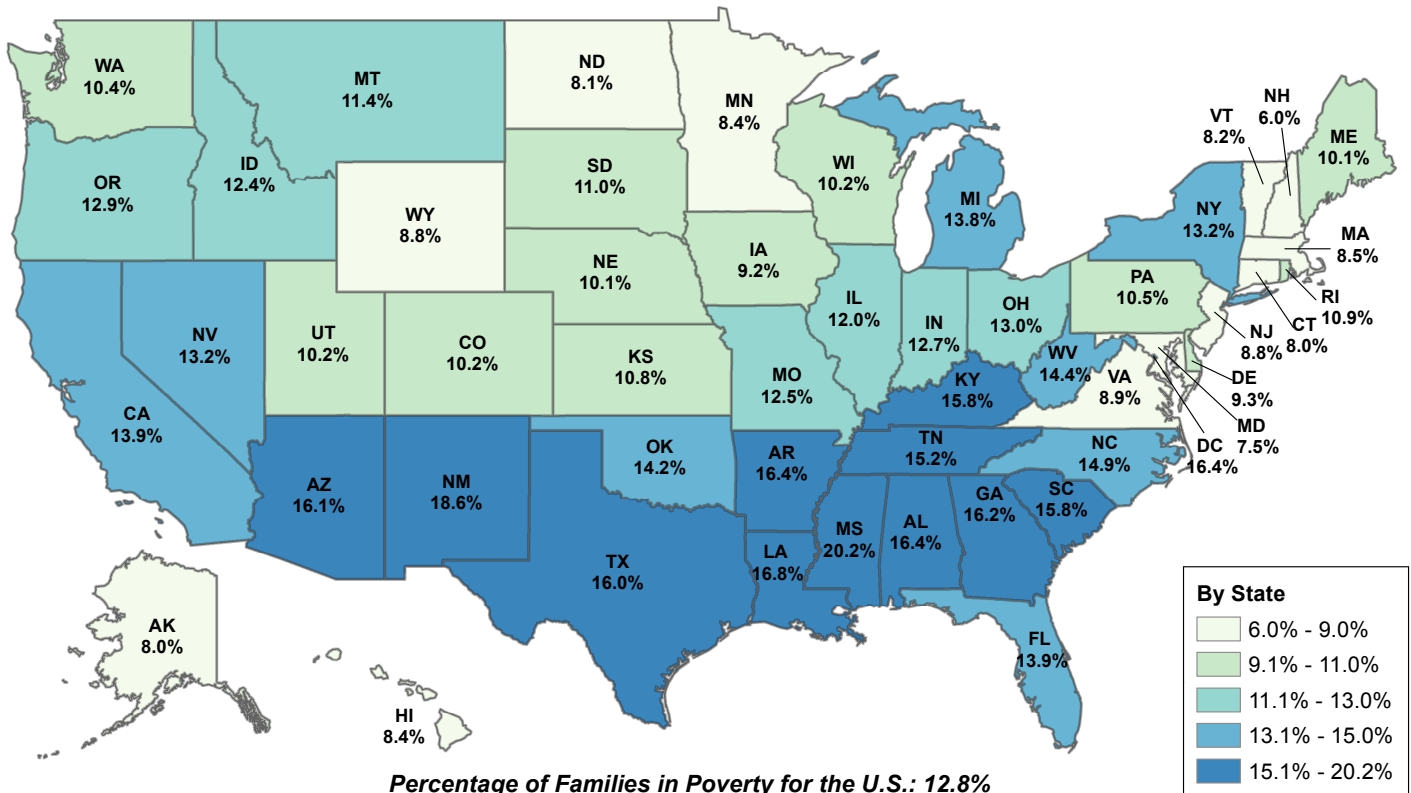 WA
10.4%
MT
11.4%
ND
8.1%
MN
8.4%
VT
8.2%
NH
6.0%
ME
10.1%
OR
12.9%
ID
12.4%
SD
11.0%
WI
10.2%
MI
13.8%
NY
13.2%
MA
8.5%
WY
8.8%
IA
9.2%
NE
10.1%
PA
10.5%
RI
10.9%
CT
8.0%
NJ
8.8%
NV
13.2%
UT
10.2%
CO
10.2%
KS
10.8%
MO
12.5%
IL
12.0%
IN
12.7%
OH
13.0%
WV
14.4%
VA
8.9%
DE
9.3%
MD
7.5%
DC
16.4%
CA
13.9%
KY
15.8%
TN
15.2%
NC
14.9%
AZ
16.1%
NM
18.6%
OK
14.2%
AR
16.4%
SC
15.8%
GA
16.2%
AL
16.4%
MS
20.2%
LA
16.8%
TX
16.0%
FL
13.9%
AK
8.0%
HI
8.4%
By State
6.0% - 9.0%
9.1% - 11.0%
11.1% - 13.0%
13.1% - 15.0%
15.1% - 20.2%
Percentage of Families in Poverty for the U.S.: 12.8%